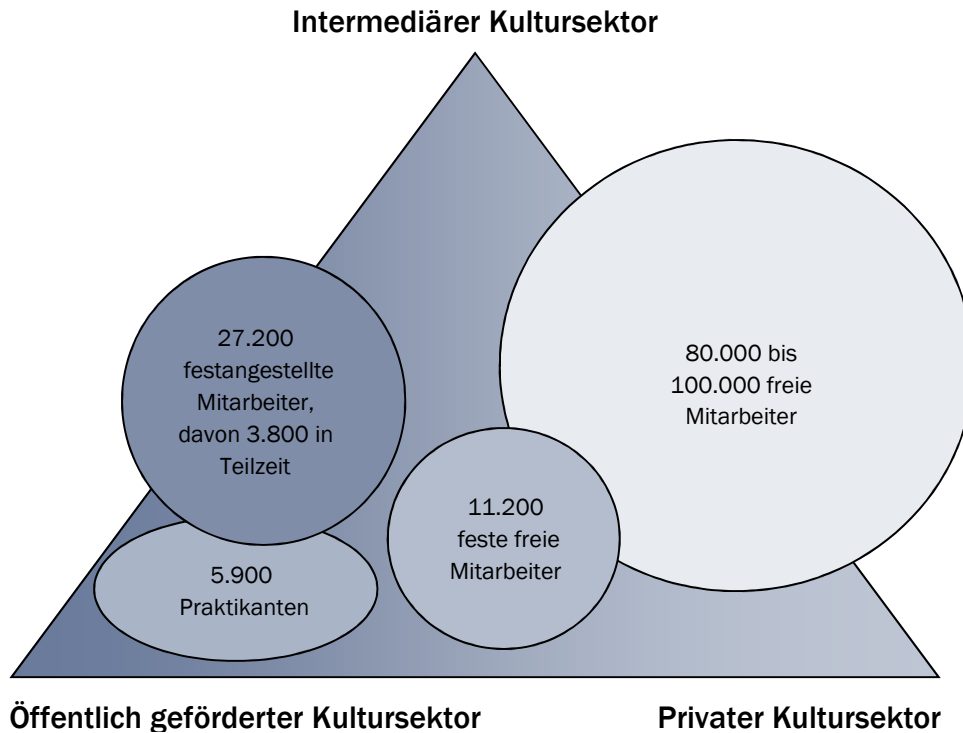 Intermediärer Kultursektor
27.200
festangestellte
Mitarbeiter,
davon 3.800 in
Teilzeit
80.000 bis
100.000 freie
Mitarbeiter
11.200
feste freie
Mitarbeiter
5.900
Praktikanten
Öffentlich geförderter Kultursektor
Privater Kultursektor